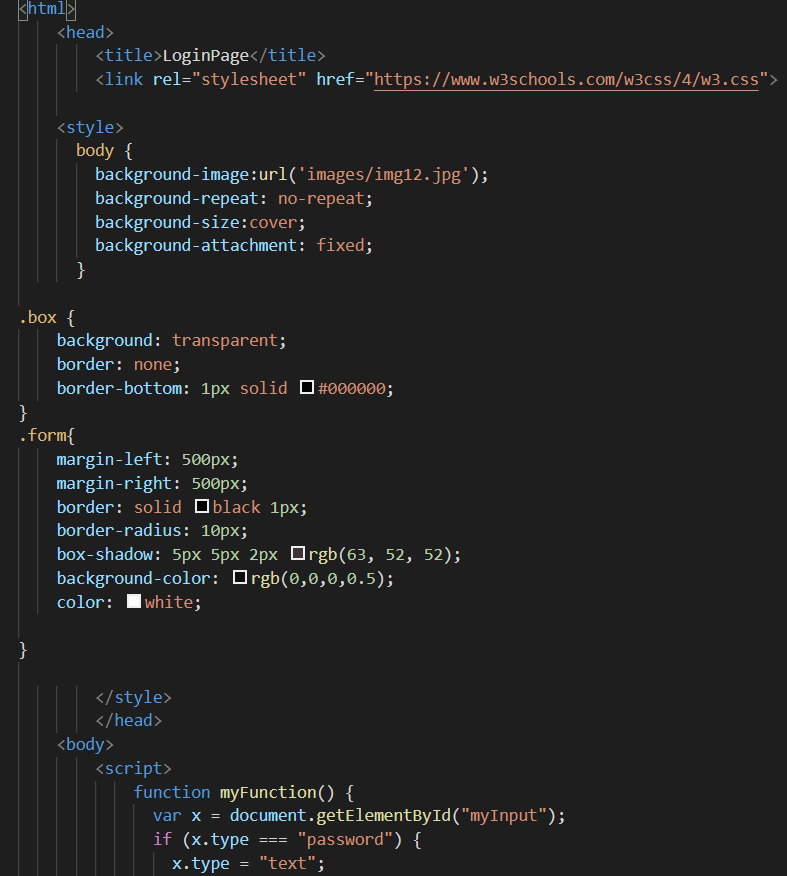 <html>
<head>
<title>LoginPage</title>
<link rel="stylesheet" href="https://www.w3schools.com/w3css/4/w3.css">
<style>
body {
background-image:url('images/img12.jpg');
background-repeat: no-repeat;
background-size:cover;
background-attachment: fixed;
}
.box {
background: transparent;
border: none;
border-bottom: 1px solid #000000;
}
.form{
margin-left: 500px;
margin-right: 500px;
border: solid black 1px;
border-radius: 10px;
box-shadow: 5px 5px 2px rgb(63, 52, 52);
background-color: rgb(0,0,0,0.5);
color: white;
}
</style>
</head>
<body>
<script>
function myFunction() {
var x = document.getElementById("myInput");
if (x.type === "password") {
x.type = "text";